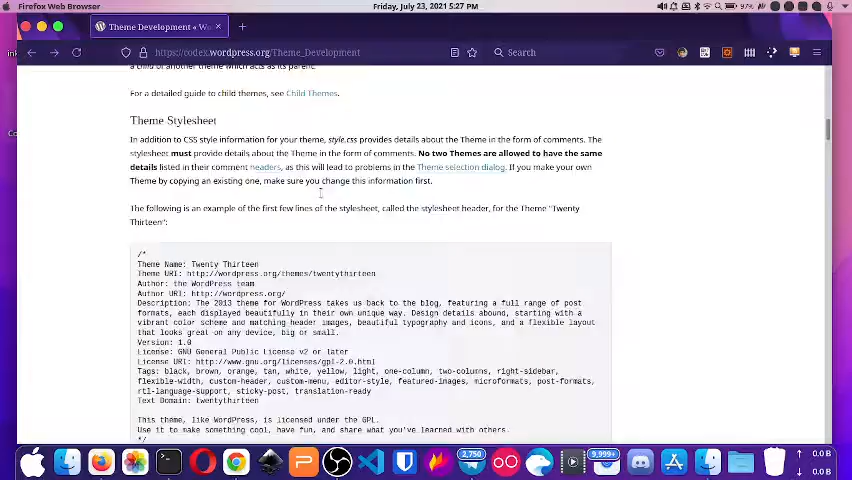 Firefox Web Browser
Friday, July 23, 2021 5:27 PM
97%
Theme Development « Wo
https://codex.wordpress.org/Theme_Development
Search
a child of another theme which acts as its parent.
For a detailed guide to child themes, see Child Themes.
Theme Stylesheet
In addition to CSS style information for your theme, style.css provides details about the Theme in the form of comments. The
stylesheet must provide details about the Theme in the form of comments. No two Themes are allowed to have the same
details listed in their comment headers, as this will lead to problems in the Theme selection dialog. If you make your own
Theme by copying an existing one, make sure you change this information first.
The following is an example of the first few lines of the stylesheet, called the stylesheet header, for the Theme "Twenty
Thirteen":
/*
Theme Name: Twenty Thirteen
Theme URI: http://wordpress.org/themes/twentythirteen
Author: the WordPress team
Author URI: http://wordpress.org/
Description: The 2013 theme for WordPress takes us back to the blog, featuring a full range of post
formats, each displayed beautifully in their own unique way. Design details abound, starting with a
vibrant color scheme and matching header images, beautiful typography and icons, and a flexible layout
that looks great on any device, big or small.
Version: 1.0
License: GNU General Public License v2 or later
License URI: http://www.gnu.org/licenses/gpl-2.0.html
Tags: black, brown, orange, tan, white, yellow, light, one-column, two-columns, right-sidebar,
flexible-width, custom-header, custom-menu, editor-style, featured-images, microformats, post-formats,
rtl-language-support, sticky-post, translation-ready
Text Domain: twentythirteen
This theme, like WordPress, is licensed under the GPL.
Use it to make something cool, have fun, and share what you've learned with others.
*/
2,750
9,999+
0.0 B
0.0 B